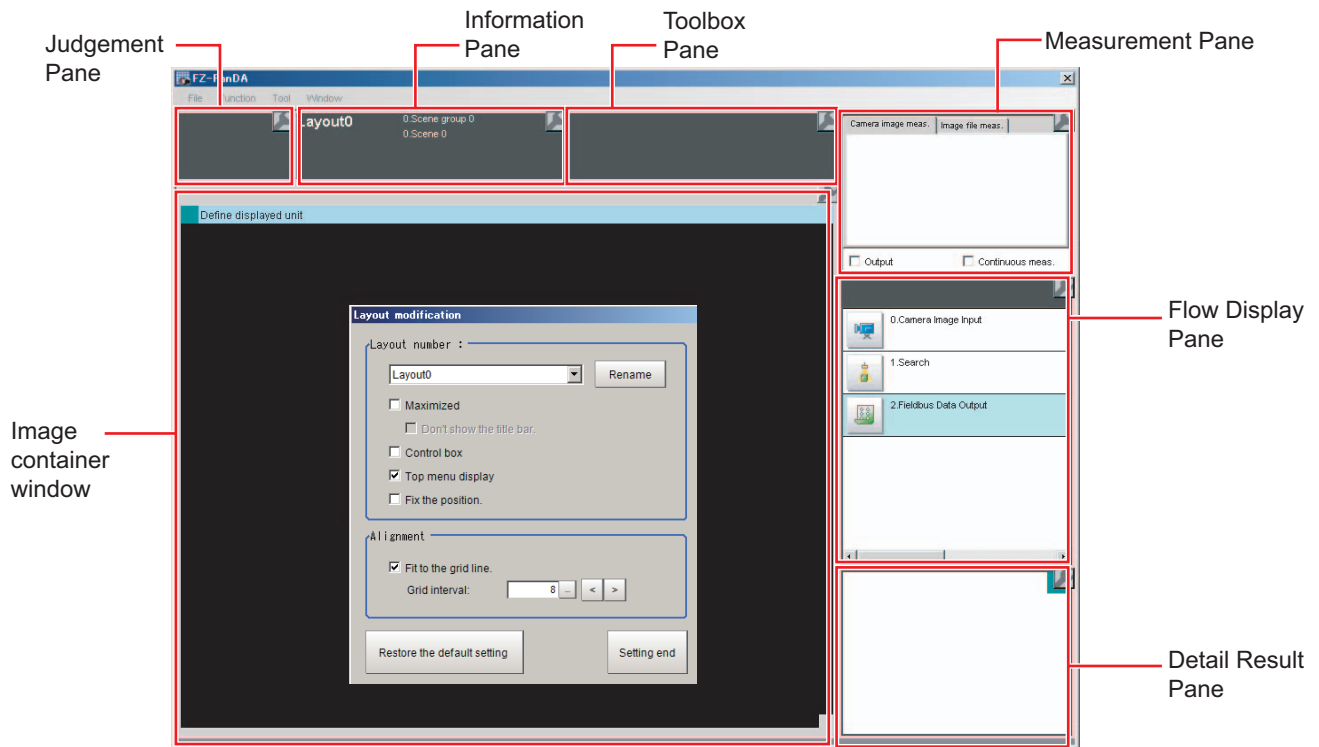 Information
Pane
Toolbox
Pane
Judgement
Pane
Measurement Pane
FZ-PanDA
File Function Tool Window
Layout0
0.Scene group 0
0.Scene 0
Camera image meas. Image file meas.
Define displayed unit
Output Continuous meas.
Flow Display
Pane
0.Camera Image Input
1.Search
2.Fieldbus Data Output
Layout modification
Layout number :
Layout0 Rename
Maximized
Don't show the title bar.
Control box
Top menu display
Fix the position.
Image
container
window
Alignment
Fit to the grid line.
Grid interval: 8 ... < >
Restore the default setting Setting end
Detail Result
Pane